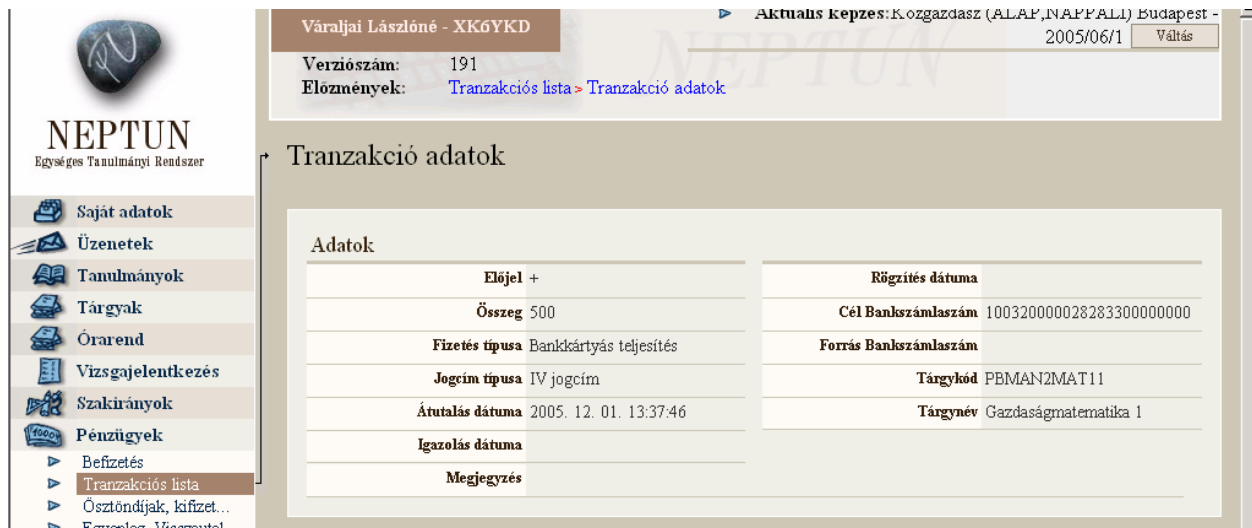 Váraljai Lászlóné - XK6YKD
Aktuális képzés:Közgazdász (ALAP,NAPPALI) Budapest -
2005/06/1 Váltás
Verziószám: 191
Előzmények: Tranzakciós lista > Tranzakció adatok
NEPTUN
NEPTUN
Egységes Tanulmányi Rendszer
Tranzakció adatok
Saját adatok
Üzenetek
Tanulmányok
Tárgyak
Órarend
Vizsgajelentkezés
Szakirányok
Pénzügyek
Befizetés
Tranzakciós lista
Ösztöndíjak, kifizet...
Adatok
Előjel +
Összeg 500
Fizetés típusa Bankkártyás teljesítés
Jogcím típusa IV jogcím
Átutalás dátuma 2005. 12. 01. 13:37:46
Igazolás dátuma
Megjegyzés
Rögzítés dátuma
Cél Bankszámlaszám 100320000028283300000000
Forrás Bankszámlaszám
Tárgykód PBMAN2MAT11
Tárgynév Gazdaságmatematika 1